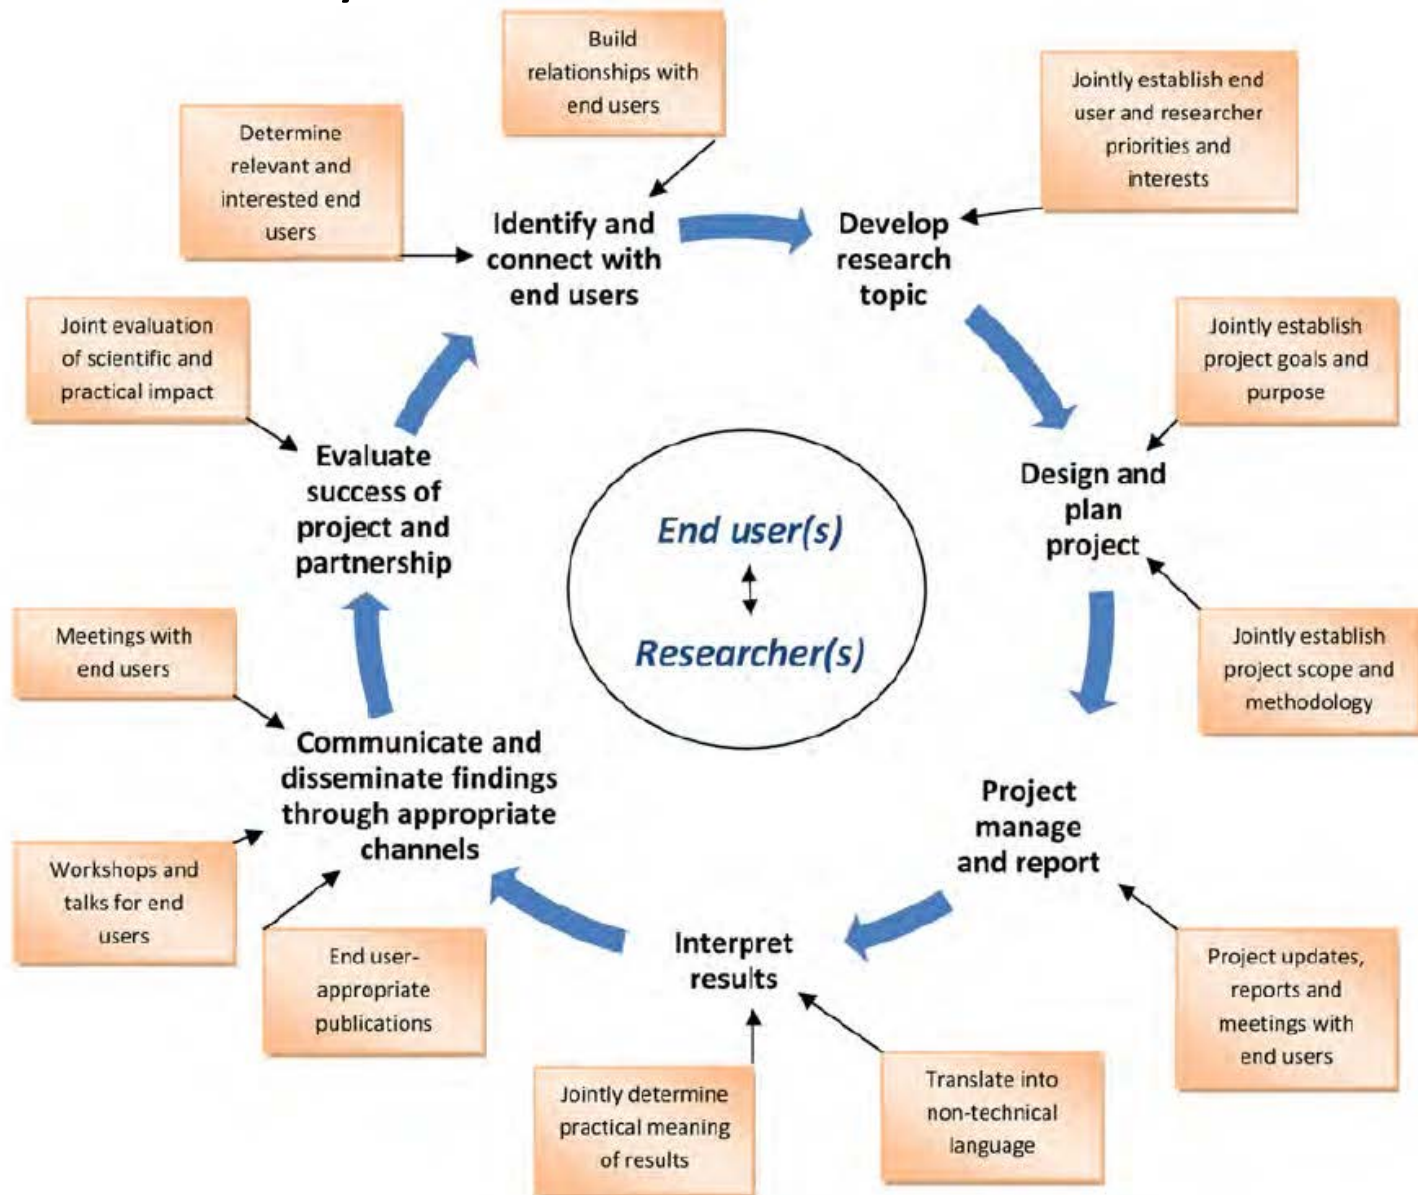 Build
relationships with
end users
Determine
relevant and
interested end
users
Identify and
connect with
end users
Jointly establish end
user and researcher
priorities and
interests
Develop
research
topic
Jointly establish
project goals and
purpose
Design and
plan
project
Jointly establish
project scope and
methodology
Project
manage
and report
Project updates,
reports and
meetings with
end users
Interpret
results
Translate into
non-technical
language
Jointly determine
practical meaning
of results
Communicate and
disseminate findings
through appropriate
channels
End user-
appropriate
publications
Workshops and
talks for end
users
Meetings with
end users
Evaluate
success of
project and
partnership
Joint evaluation
of scientific and
practical impact
End user(s)
Researcher(s)